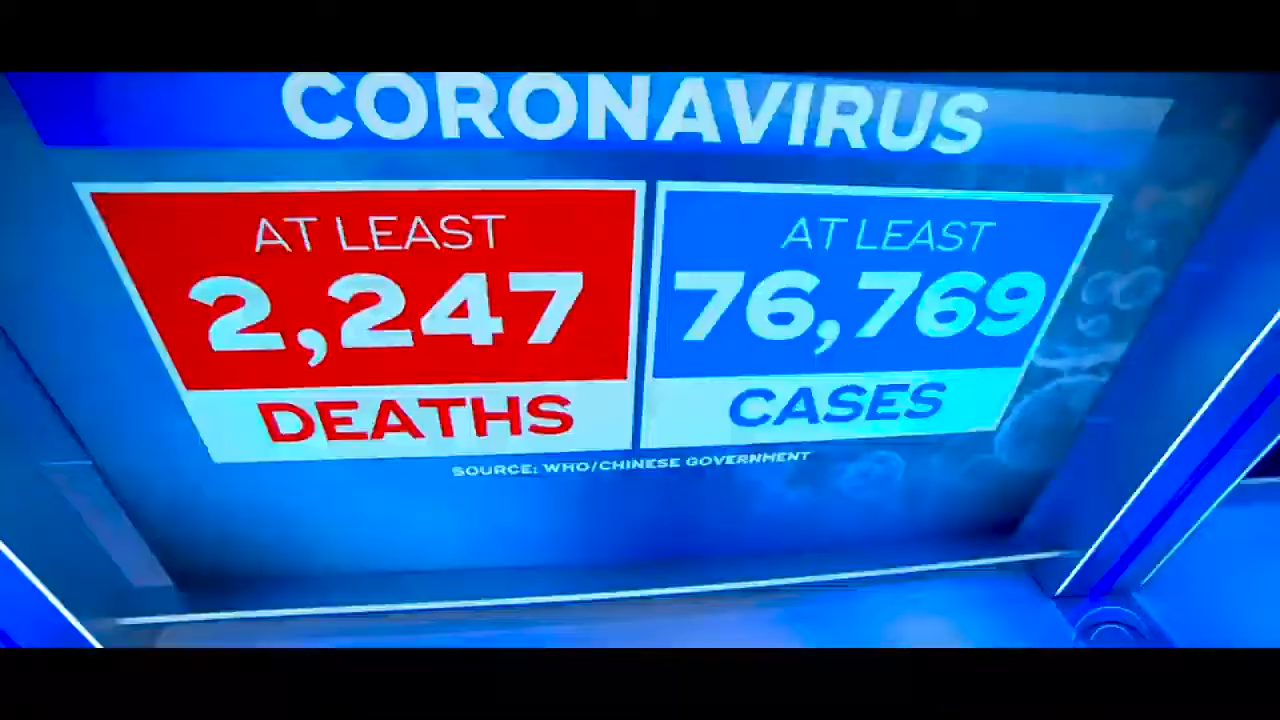 CORONAVIRUS
AT LEAST
2,247
DEATHS
AT LEAST
76,769
CASES
SOURCE: WHO/CHINESE GOVERNMENT